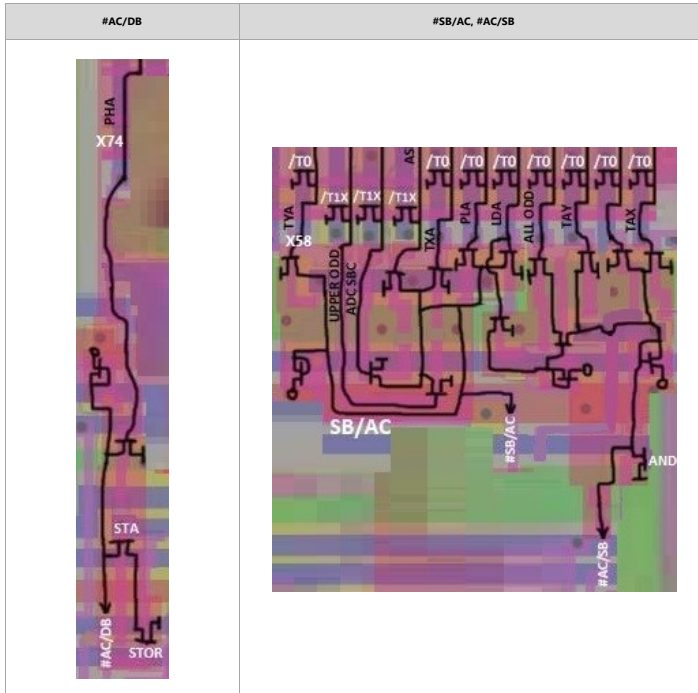 #AC/DB
#SB/AC, #AC/SB
PHA
X74
STA
#AC/DB
STOR
/T0
/T1X
/T1X
AS
/T1X
/T0
/T0
/T0
/T0
/T0
/T0
/T0
TYA
X58
UPPER ODD
ADC SBC
TXA
PLA
LDA
ALL ODD
TAY
TAX
SB/AC
#SB/AC
AND
#AC/SB